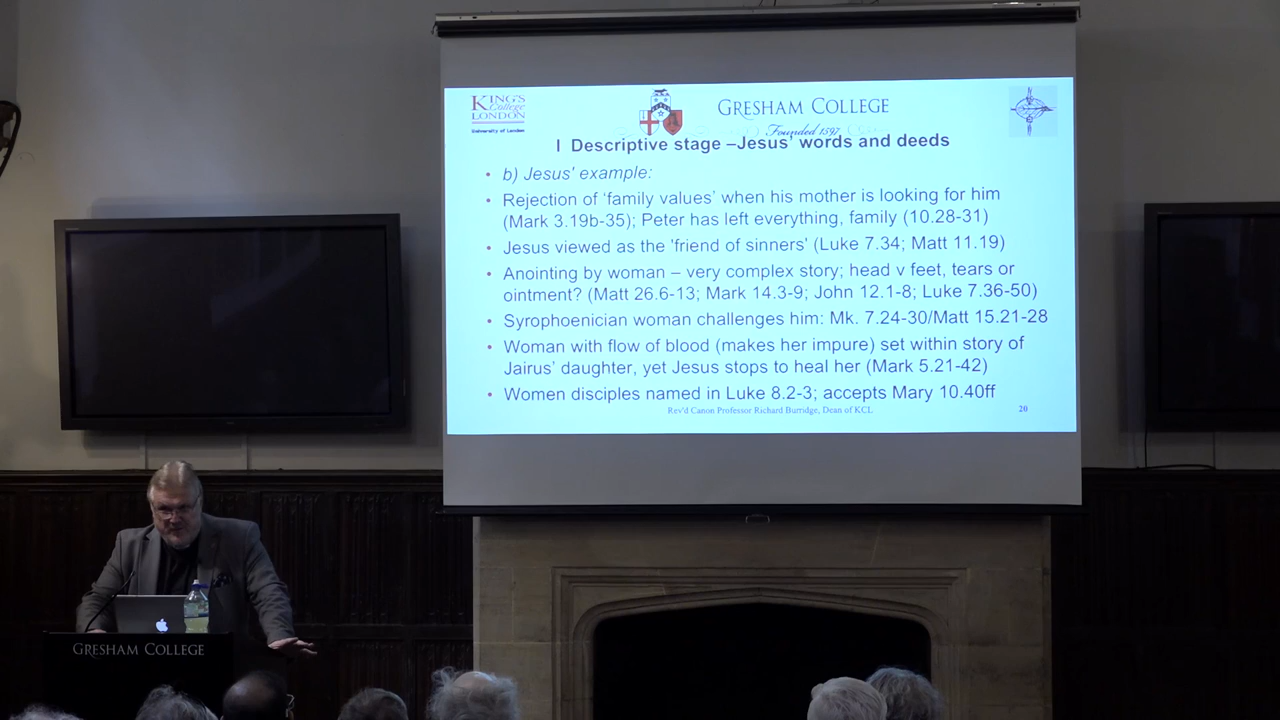 KING'S
College
LONDON
University of London
GRESHAM COLLEGE
Founded 1597
I Descriptive stage –Jesus' words and deeds
• b) Jesus' example:
• Rejection of 'family values' when his mother is looking for him
(Mark 3.19b-35); Peter has left everything, family (10.28-31)
• Jesus viewed as the 'friend of sinners' (Luke 7.34; Matt 11.19)
• Anointing by woman – very complex story; head v feet, tears or
ointment? (Matt 26.6-13; Mark 14.3-9; John 12.1-8; Luke 7.36-50)
• Syrophoenician woman challenges him: Mk. 7.24-30/Matt 15.21-28
• Woman with flow of blood (makes her impure) set within story of
Jairus' daughter, yet Jesus stops to heal her (Mark 5.21-42)
• Women disciples named in Luke 8.2-3; accepts Mary 10.40ff
Rev'd Canon Professor Richard Burridge, Dean of KCL
20
GRESHAM COLLEGE